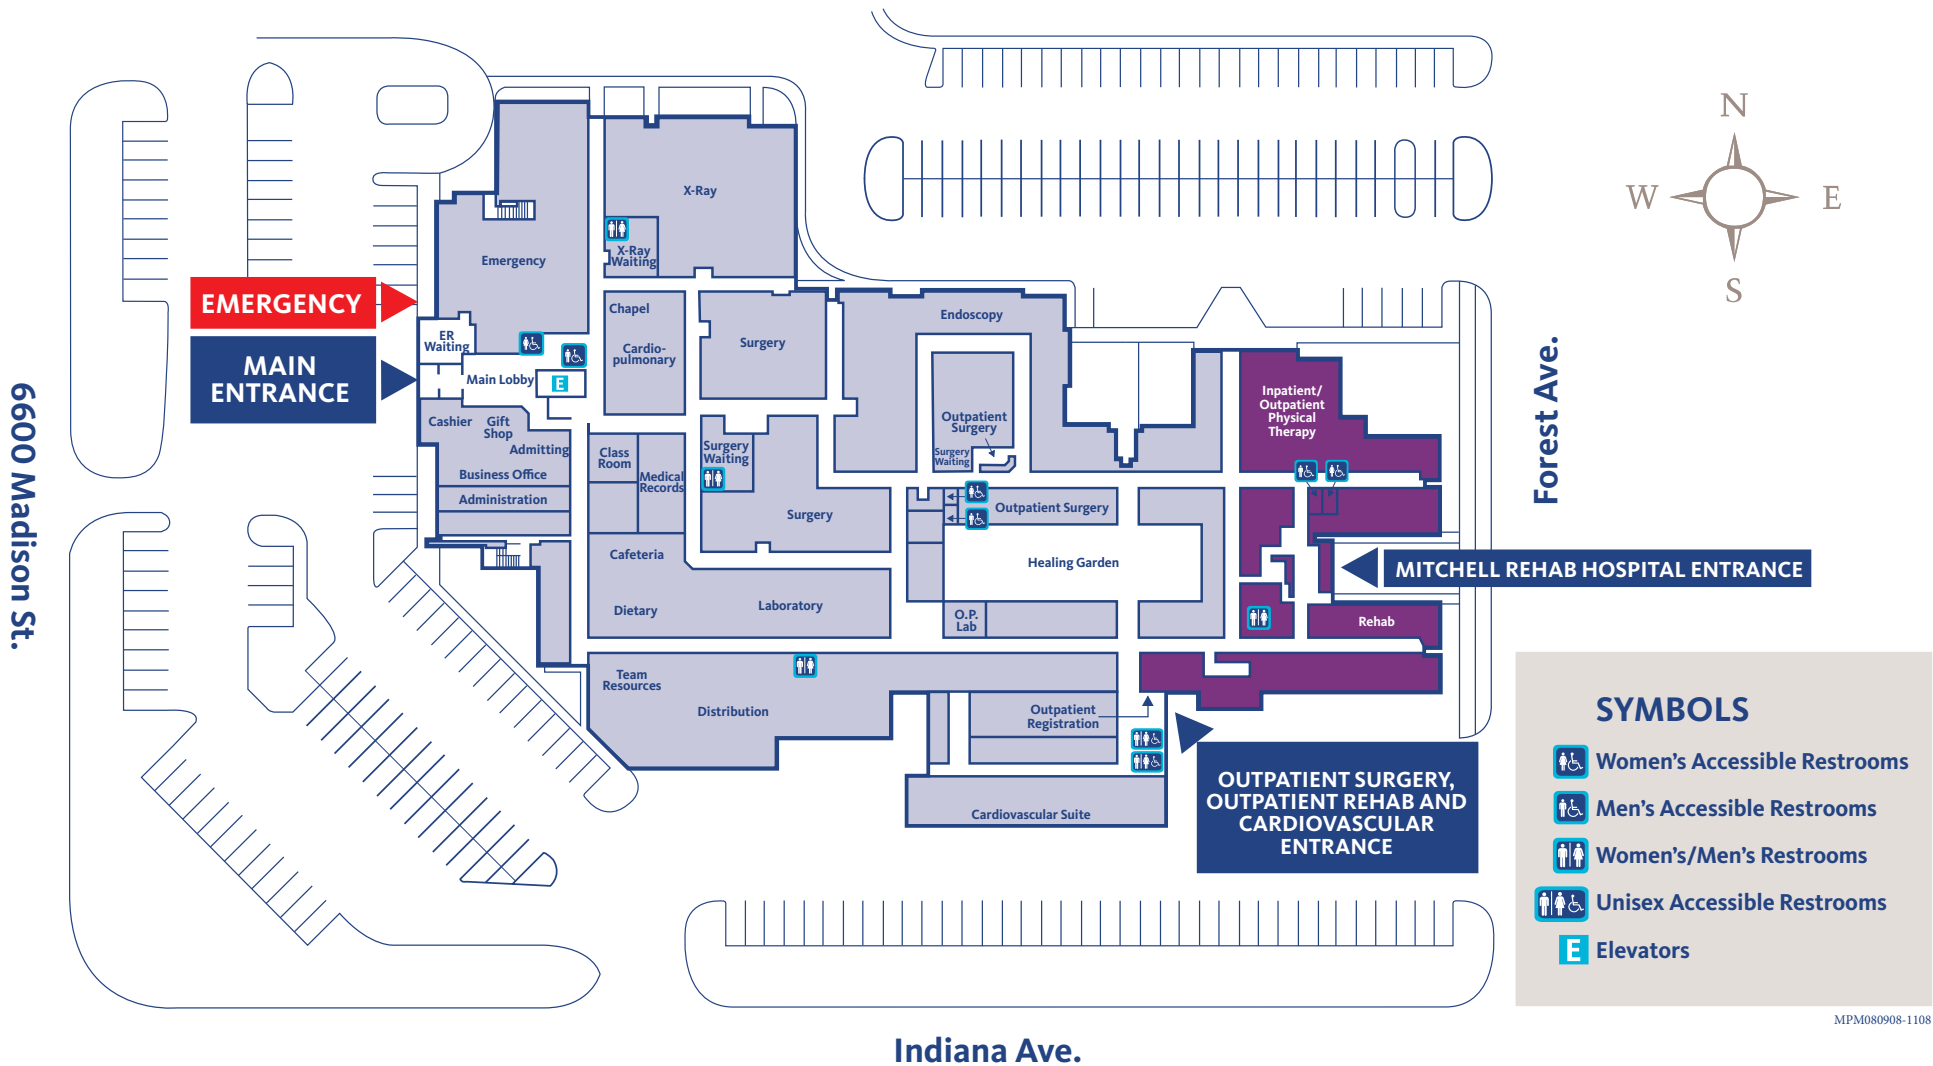 N
W
E
S
X-Ray
X-Ray
Waiting
Emergency
EMERGENCY
ER
Waiting
MAIN
ENTRANCE
Main Lobby
E
Chapel
Cardio-
pulmonary
Surgery
Endoscopy
Outpatient
Surgery
Surgery
Waiting
Inpatient/
Outpatient
Physical
Therapy
Cashier
Gift
Shop
Admitting
Business Office
Administration
Class
Room
Medical
Records
Surgery
Waiting
Surgery
Outpatient Surgery
Healing Garden
Cafeteria
Dietary
Laboratory
O.P.
Lab
MITCHELL REHAB HOSPITAL ENTRANCE
Rehab
Team
Resources
Distribution
Outpatient
Registration
Cardiovascular Suite
OUTPATIENT SURGERY,
OUTPATIENT REHAB AND
CARDIOVASCULAR
ENTRANCE
6600 Madison St.
Forest Ave.
Indiana Ave.
SYMBOLS
Women's Accessible Restrooms
Men's Accessible Restrooms
Women's/Men's Restrooms
Unisex Accessible Restrooms
E Elevators
MPM080908-1108